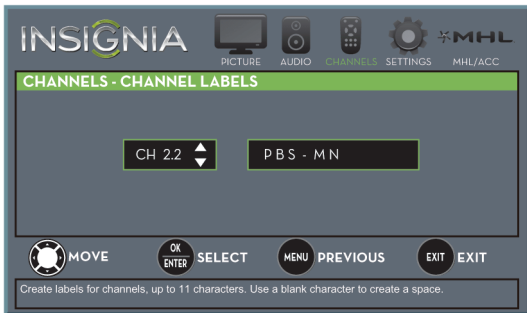 INSIGNIA
PICTURE AUDIO CHANNELS SETTINGS MHL MHL/ACC
CHANNELS - CHANNEL LABELS
CH 2.2 PBS - MN
MOVE OK ENTER SELECT MENU PREVIOUS EXIT EXIT
Create labels for channels, up to 11 characters. Use a blank character to create a space.